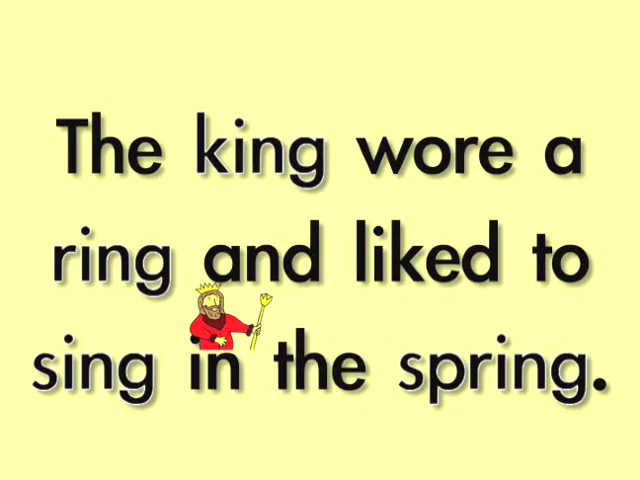 The king wore a
ring and liked to
sing in the spring.